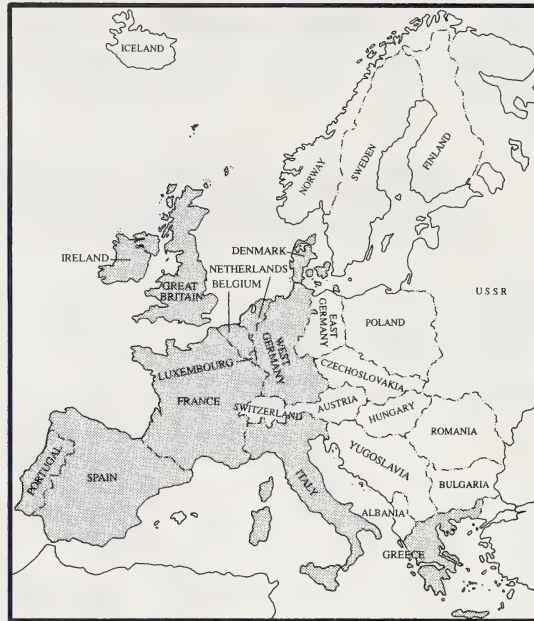 ICELAND
NORWAY
SWEDEN
FINLAND
IRELAND
GREAT
BRITAIN
DENMARK
NETHERLANDS
BELGIUM
USSR
EAST
GERMANY
POLAND
WEST
GERMANY
LUXEMBOURG
CZECHOSLOVAKIA
FRANCE
SWITZERLAND
AUSTRIA
HUNGARY
ROMANIA
PORTUGAL
SPAIN
ITALY
YUGOSLAVIA
BULGARIA
ALBANIA
GREECE